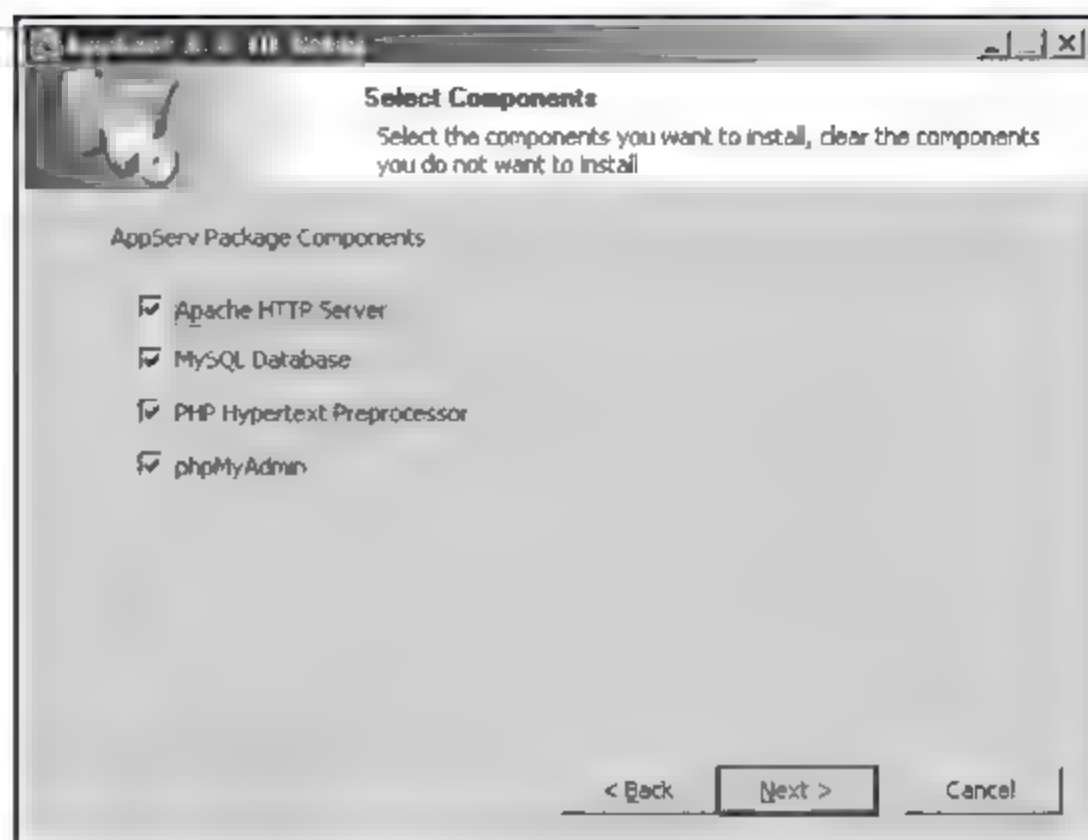 Select Components
Select the components you want to install, clear the components
you do not want to install
AppServ Package Components
Apache HTTP Server
MySQL Database
PHP Hypertext Preprocessor
phpMyAdmin
< Back
Next >
Cancel